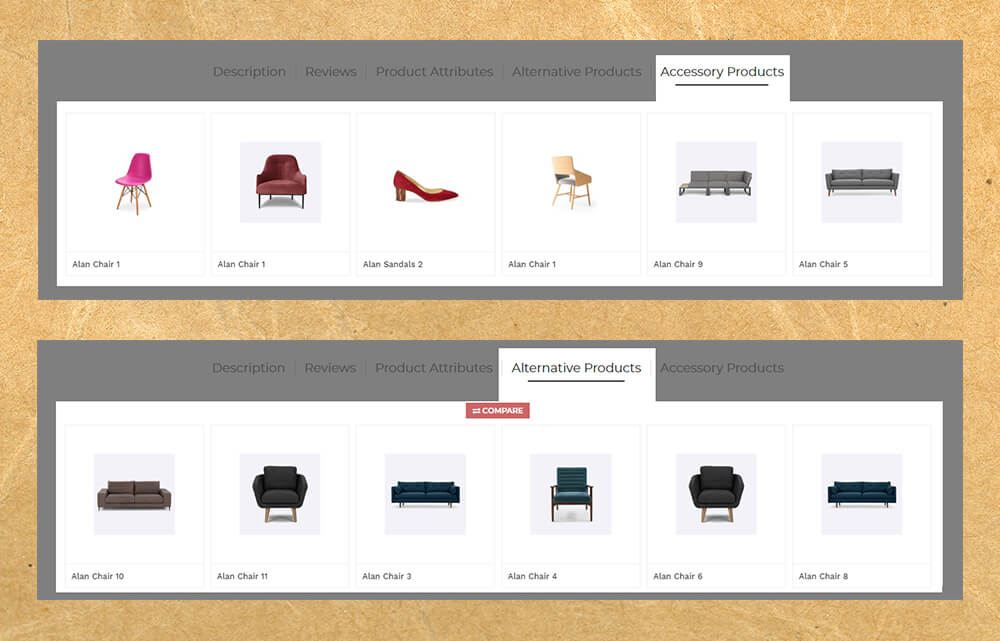 Description Reviews Product Attributes Alternative Products Accessory Products
Alan Chair 1 Alan Chair 1 Alan Sandals 2 Alan Chair 1 Alan Chair 9 Alan Chair 5
Description Reviews Product Attributes Alternative Products Accessory Products
COMPARE
Alan Chair 10 Alan Chair 11 Alan Chair 3 Alan Chair 4 Alan Chair 6 Alan Chair 8